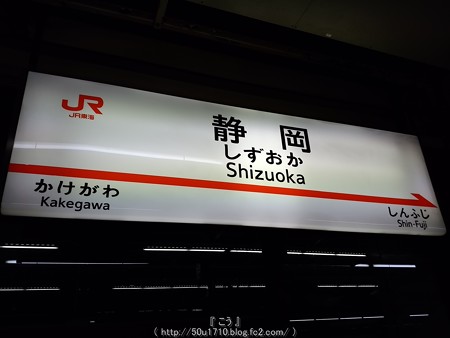 JR
JR東海
静岡
しずおか
Shizuoka
かけがわ
Kakegawa
しんふじ
Shin-Fuji
『 こう 』
( http://50u1710.blog.fc2.com/ )